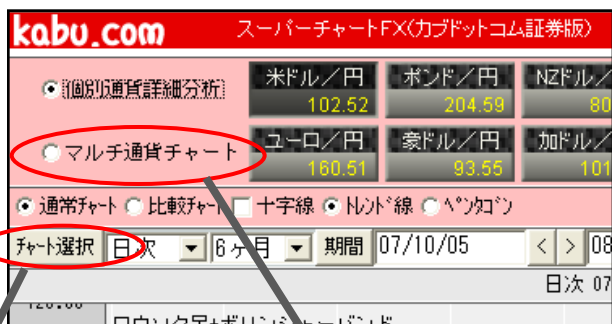 kabu.com スーパーチャートFX(カブドットコム証券版)
個別通貨詳細分析 米ドル／円 ポンド／円 NZドル／
102.52 204.59 80
マルチ通貨チャート ユーロ／円 豪ドル／円 加ドル／
160.51 93.55 101
通常ﾁｬｰﾄ 比較ﾁｬｰﾄ 十字線 ﾄﾚﾝﾄﾞ線 ﾍﾟﾝﾀｺﾞﾝ
ﾁｬｰﾄ選択 日次 6ヶ月 期間 07/10/05 < > 08
日次 07